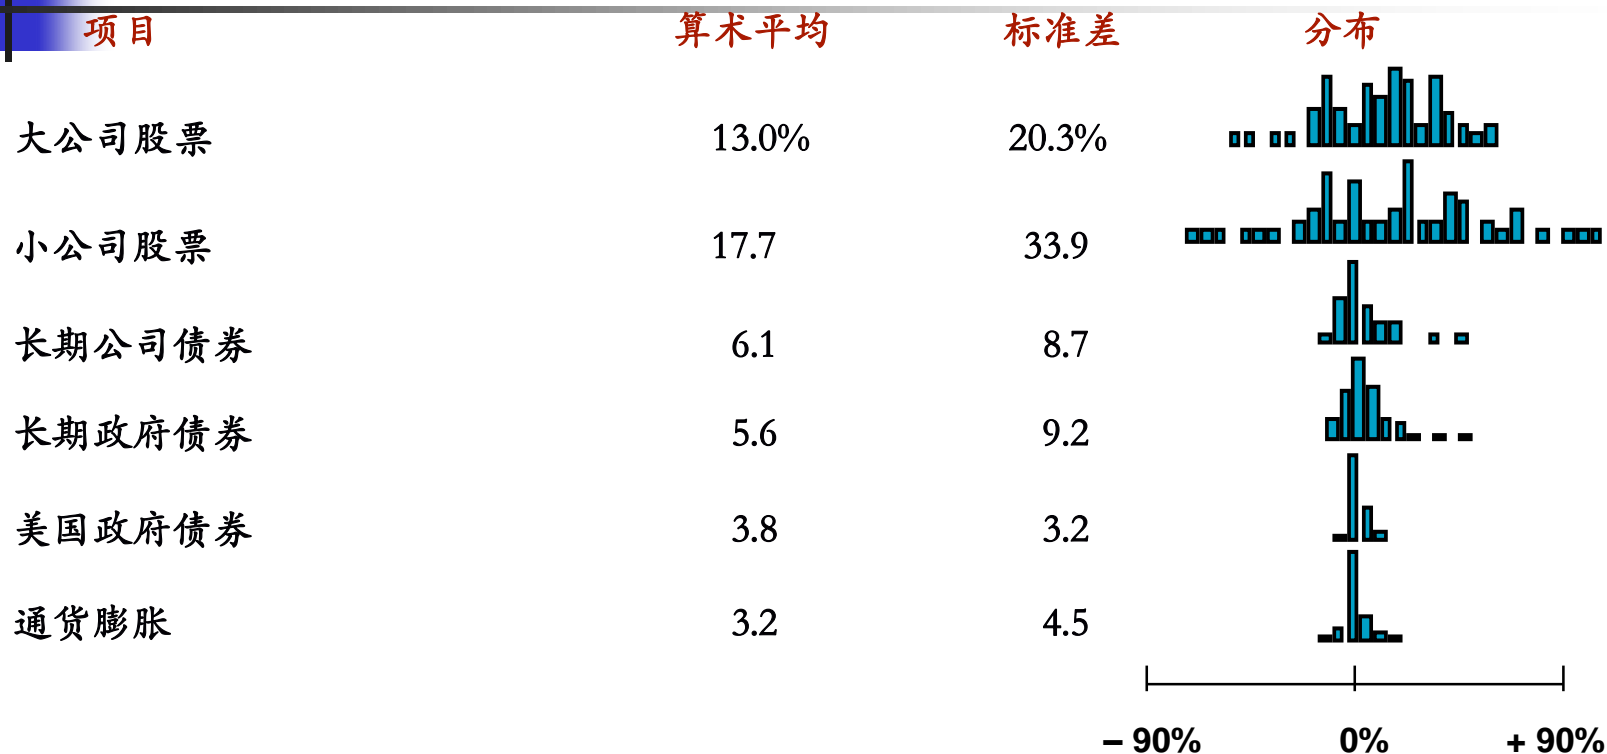 项目 算术平均 标准差 分布
大公司股票 13.0% 20.3%
小公司股票 17.7 33.9
长期公司债券 6.1 8.7
长期政府债券 5.6 9.2
美国政府债券 3.8 3.2
通货膨胀 3.2 4.5
– 90% 0% + 90%